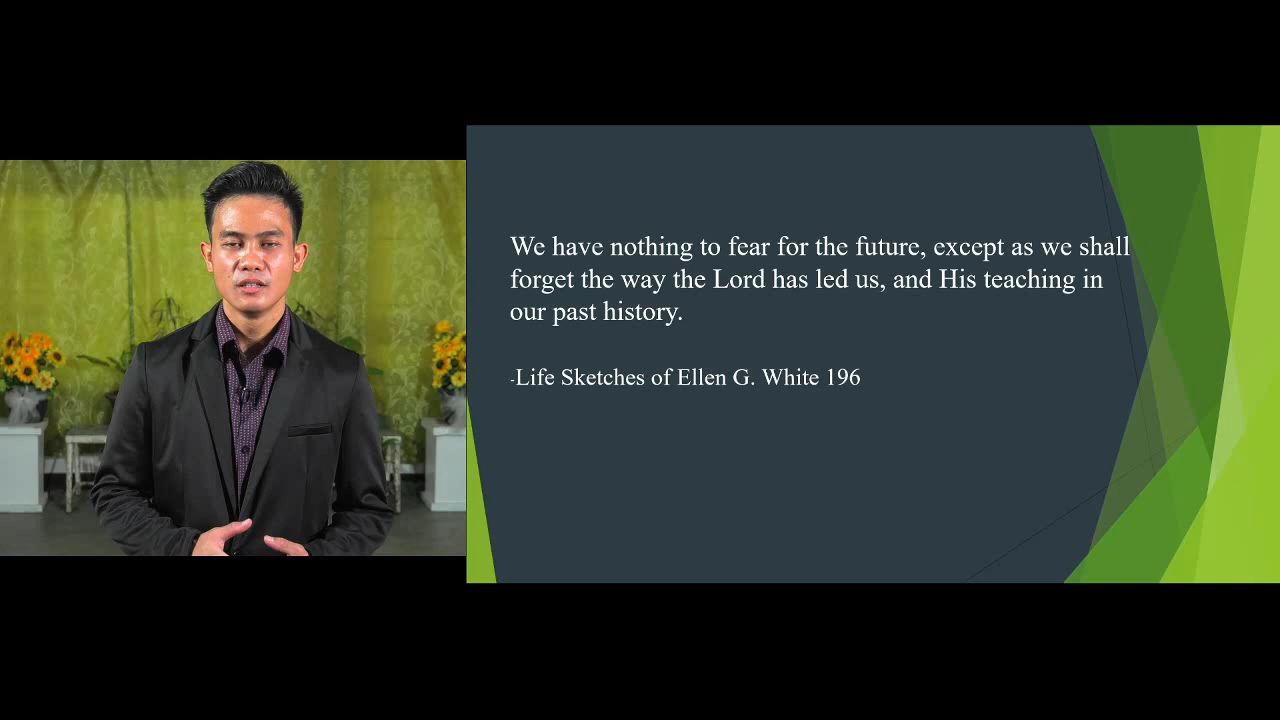 We have nothing to fear for the future, except as we shall
forget the way the Lord has led us, and His teaching in
our past history.
-Life Sketches of Ellen G. White 196